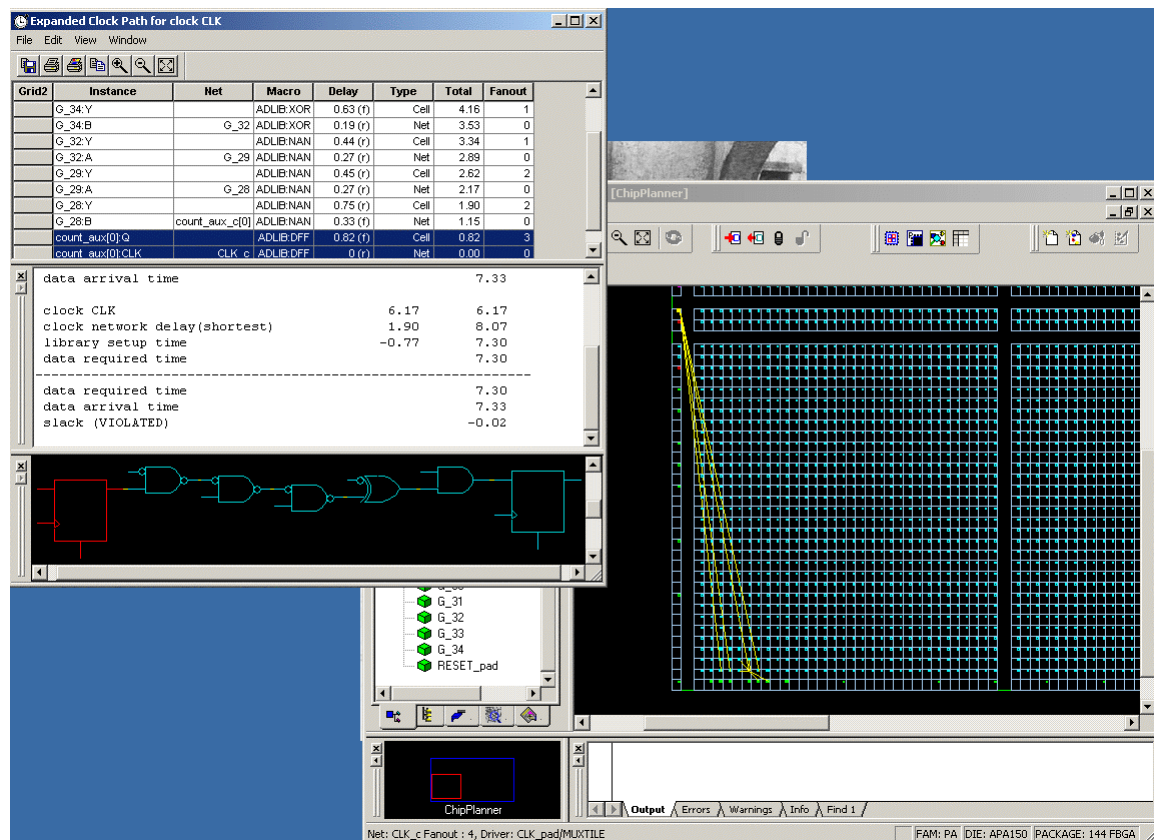 Expanded Clock Path for clock CLK
File Edit View Window
Grid2 Instance Net Macro Delay Type Total Fanout
G_34:Y ADLIB:XOR 0.63 (f) Cell 4.16 1
G_34:B G_32 ADLIB:XOR 0.19 (r) Net 3.53 0
G_32:Y ADLIB:NAN 0.44 (r) Cell 3.34 1
G_32:A G_29 ADLIB:NAN 0.27 (r) Net 2.89 0
G_29:Y ADLIB:NAN 0.45 (r) Cell 2.62 2
G_29:A G_28 ADLIB:NAN 0.27 (r) Net 2.17 0
G_28:Y ADLIB:NAN 0.75 (r) Cell 1.90 2
G_28:B count_aux_c[0] ADLIB:NAN 0.33 (r) Net 1.15 0
count_aux[0]:Q ADLIB:DFF 0.82 (f) Cell 0.82 3
count_aux[0]:CLK CLK_c ADLIB:DFF 0 (r) Net 0.00 0
data arrival time 7.33
clock CLK 6.17 6.17
clock network delay(shortest) 1.90 8.07
library setup time -0.77 7.30
data required time 7.30
data required time 7.30
data arrival time 7.33
slack (VIOLATED) -0.02
[ChipPlanner]
G_31
G_32
G_33
G_34
RESET_pad
ChipPlanner
Output Errors Warnings Info Find 1
Net: CLK_c Fanout : 4, Driver: CLK_pad/MUXTILE
FAM: PA DIE: APA150 PACKAGE: 144 FBGA